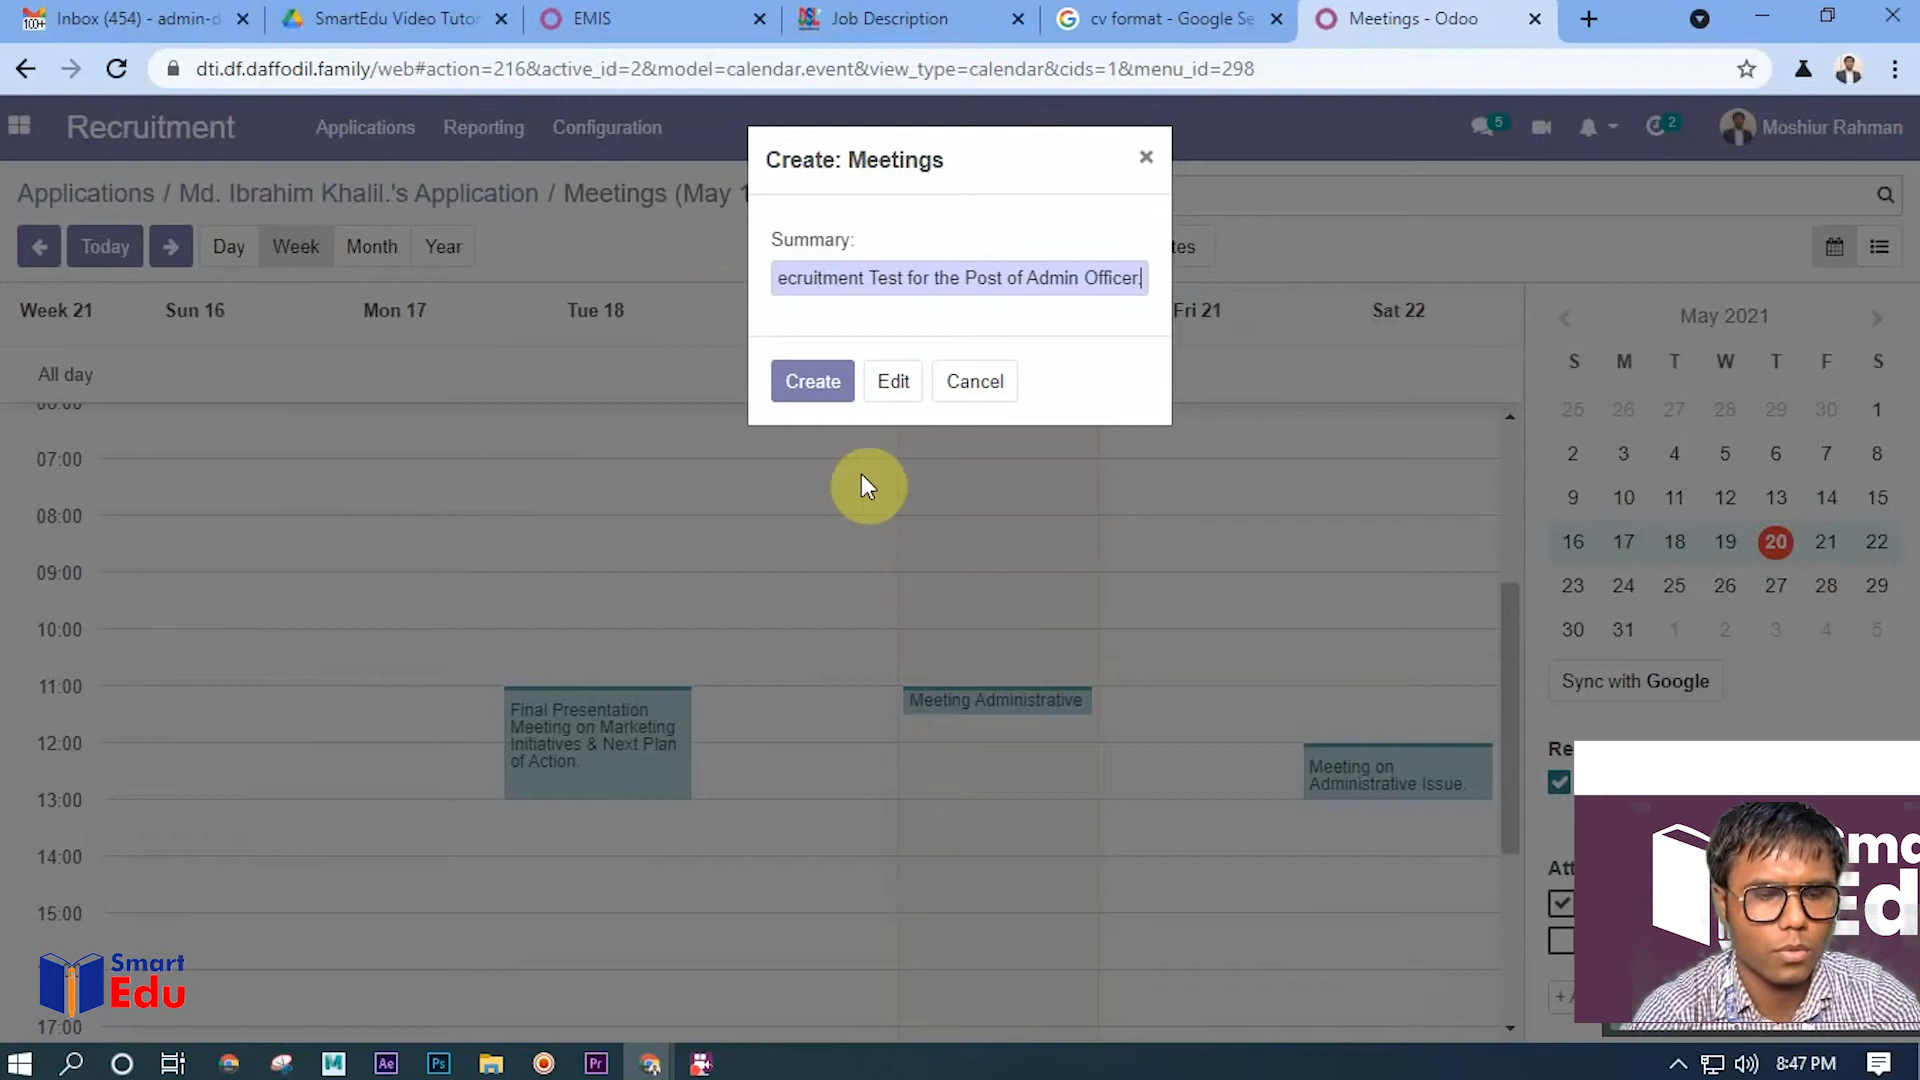 Inbox (454) - admin-d
SmartEdu Video Tutor
EMIS
Job Description
cv format - Google Se
Meetings - Odoo
dti.df.daffodil.family/web#action=216&active_id=2&model=calendar.event&view_type=calendar&cids=1&menu_id=298
Recruitment
Applications
Reporting
Configuration
5
2
Moshiur Rahman
Applications / Md. Ibrahim Khalil.'s Application / Meetings (May 1
Today
Day
Week
Month
Year
Create: Meetings
Summary:
ecruitment Test for the Post of Admin Officer.
Create
Edit
Cancel
Week 21
Sun 16
Mon 17
Tue 18
Fri 21
Sat 22
All day
07:00
08:00
09:00
10:00
11:00
12:00
13:00
14:00
15:00
17:00
Final Presentation
Meeting on Marketing
Initiatives & Next Plan
of Action.
Meeting Administrative
Meeting on
Administrative Issue.
May 2021
S M T W T F S
25 26 27 28 29 30 1
2 3 4 5 6 7 8
9 10 11 12 13 14 15
16 17 18 19 20 21 22
23 24 25 26 27 28 29
30 31 1 2 3 4 5
Sync with Google
Smart
Edu
8:47 PM